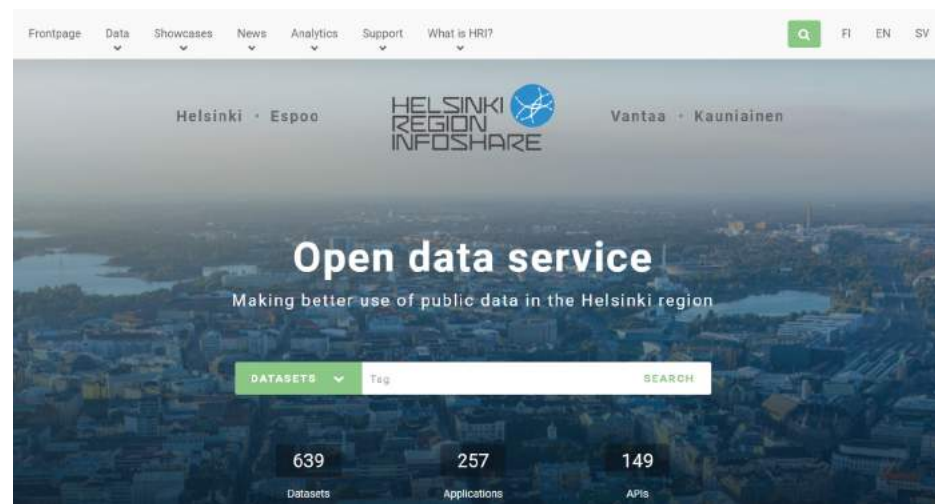 Frontpage Data Showcases News Analytics Support What is HRI? FI EN SV
Helsinki • Espoo
HELSINKI
REGION
INFOSHARE
Vantaa • Kauniainen
Open data service
Making better use of public data in the Helsinki region
DATASETS Tag SEARCH
639 257 149
Datasets Applications APIs